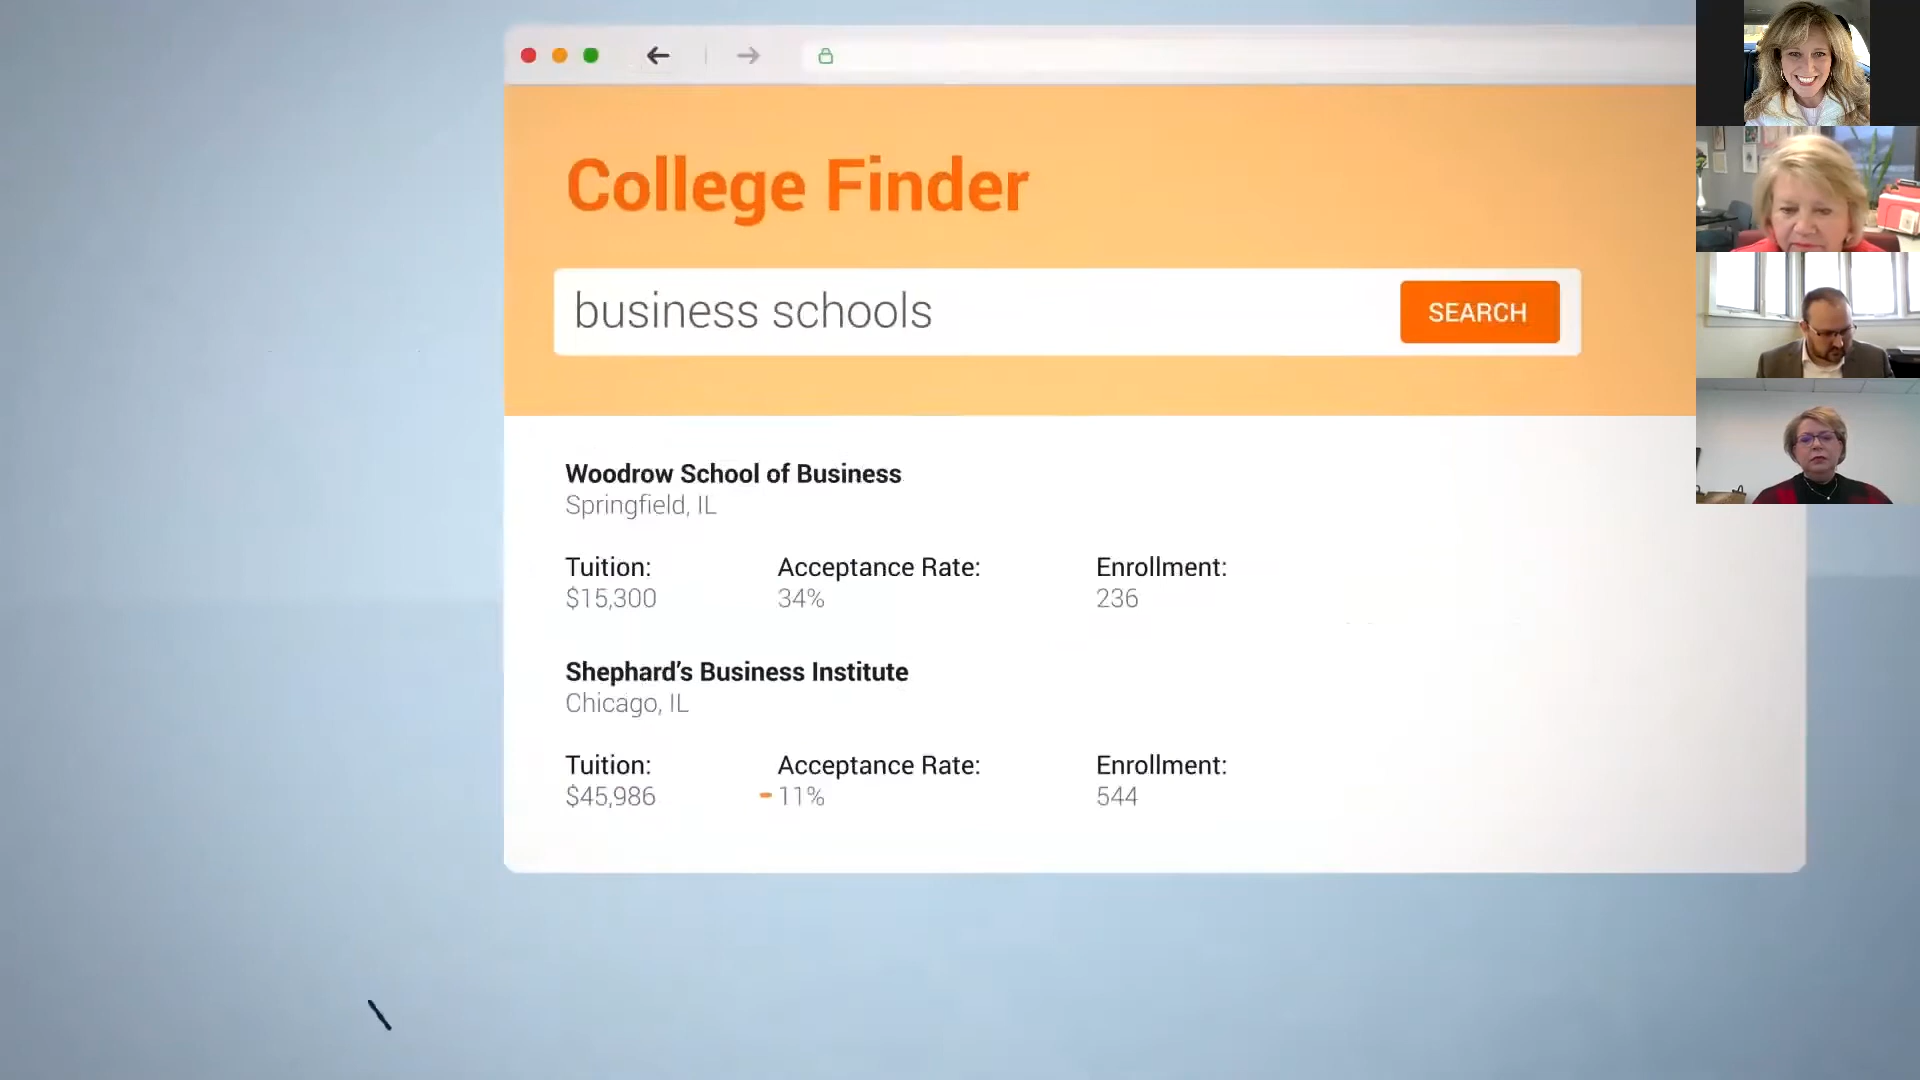 College Finder
business schools
SEARCH
Woodrow School of Business
Springfield, IL
Tuition: Acceptance Rate: Enrollment:
$15,300 34% 236
Shephard’s Business Institute
Chicago, IL
Tuition: Acceptance Rate: Enrollment:
$45,986 11% 544